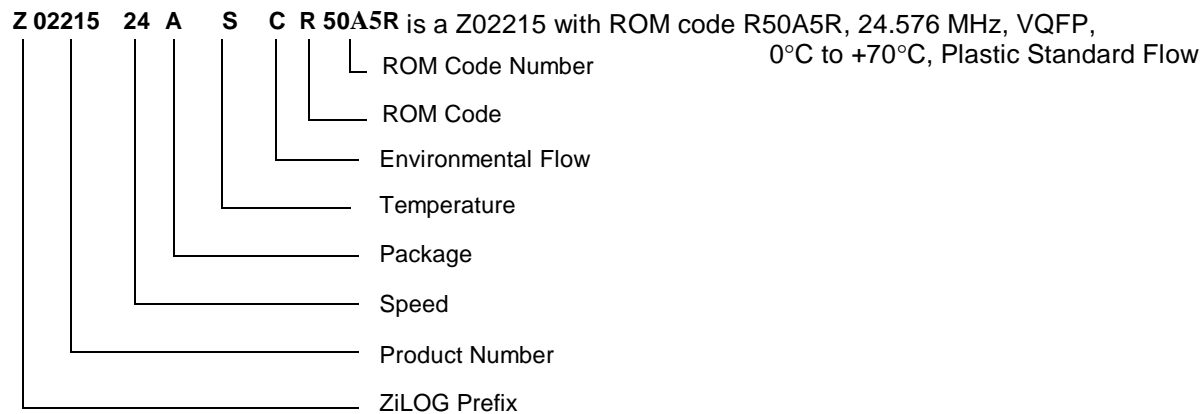 Z 02215 24 A S C R 50A5R is a Z02215 with ROM code R50A5R, 24.576 MHz, VQFP,
0°C to +70°C, Plastic Standard Flow
ROM Code Number
ROM Code
Environmental Flow
Temperature
Package
Speed
Product Number
ZiLOG Prefix